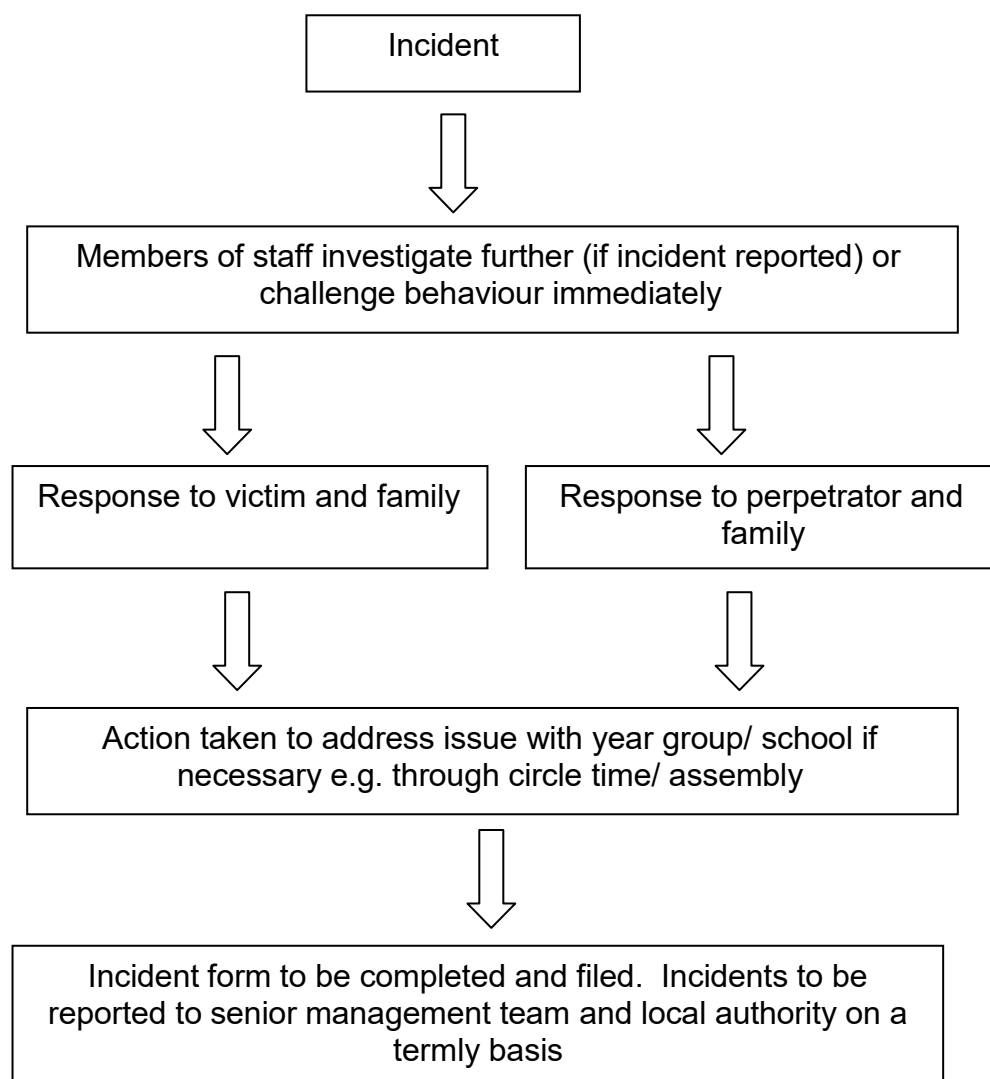 Incident
Members of staff investigate further (if incident reported) or
challenge behaviour immediately
Response to victim and family
Response to perpetrator and
family
Action taken to address issue with year group/ school if
necessary e.g. through circle time/ assembly
Incident form to be completed and filed.  Incidents to be
reported to senior management team and local authority on a
termly basis